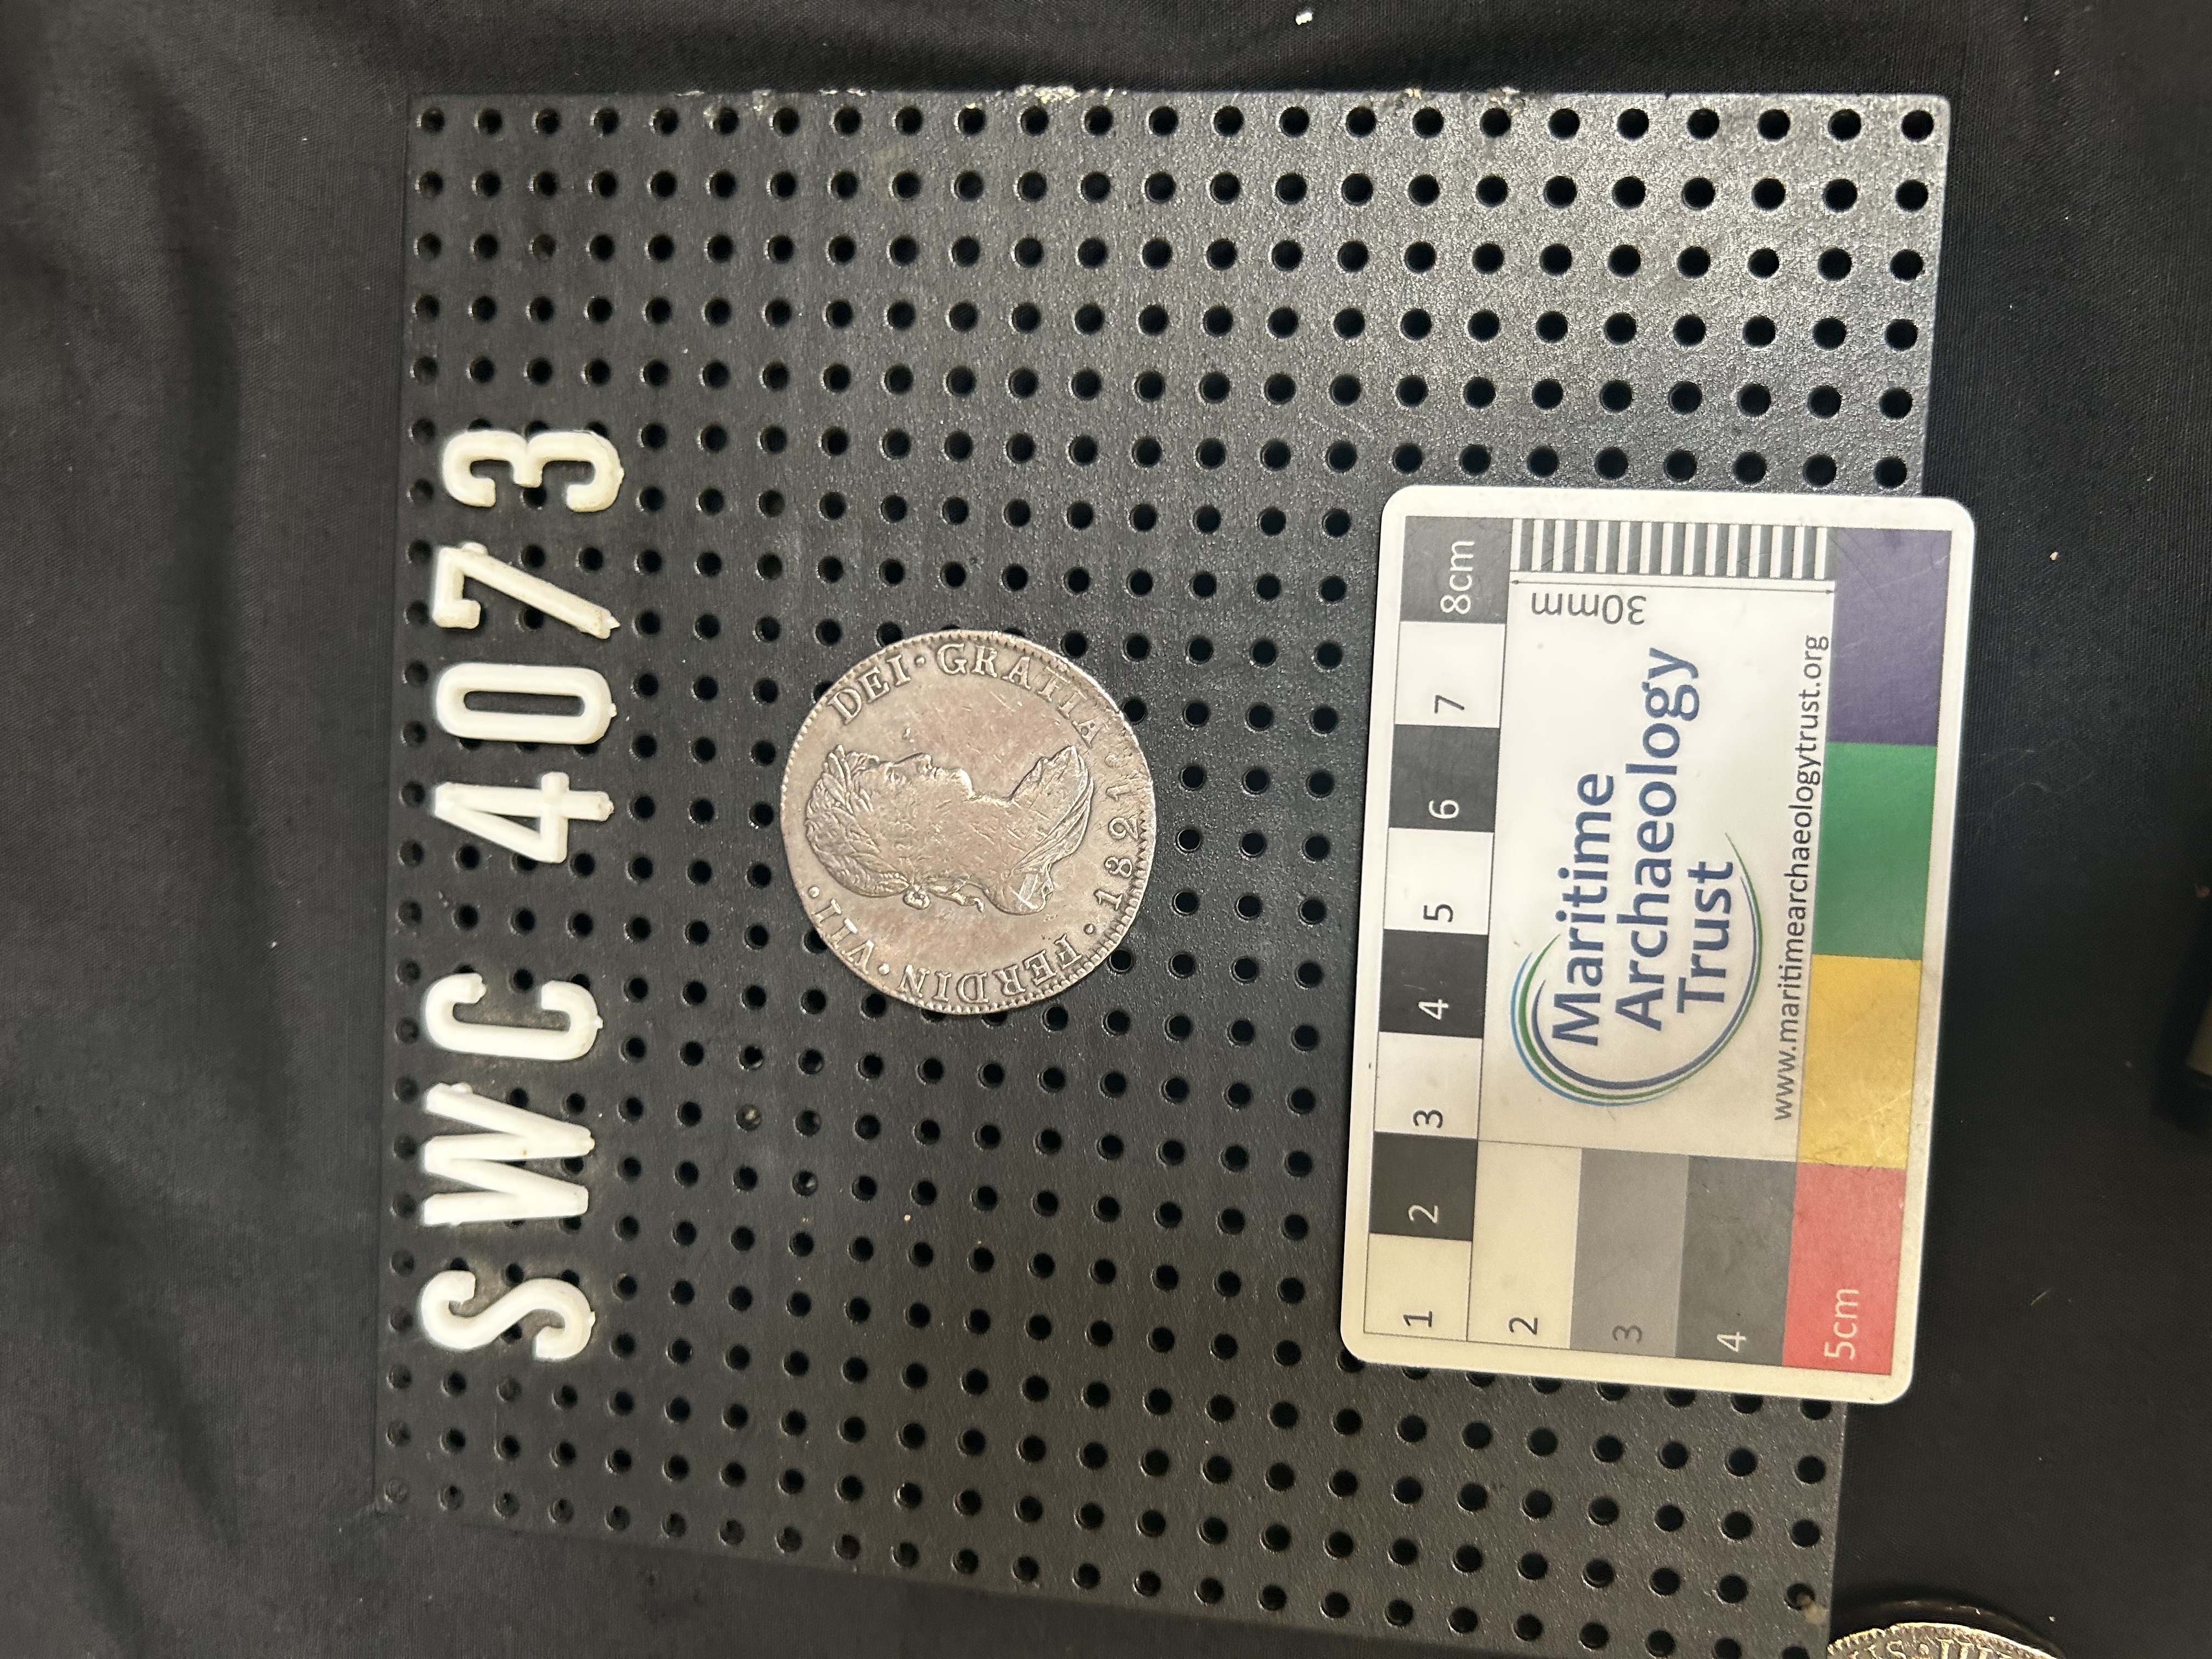 SWC 4073
FERDIN · VII · DEI · GRATIA
· 1821 ·
1 2 3 4 5 6 7 8cm
2
3
4
5cm
30mm
Maritime
Archaeology
Trust
www.maritimearchaeologytrust.org